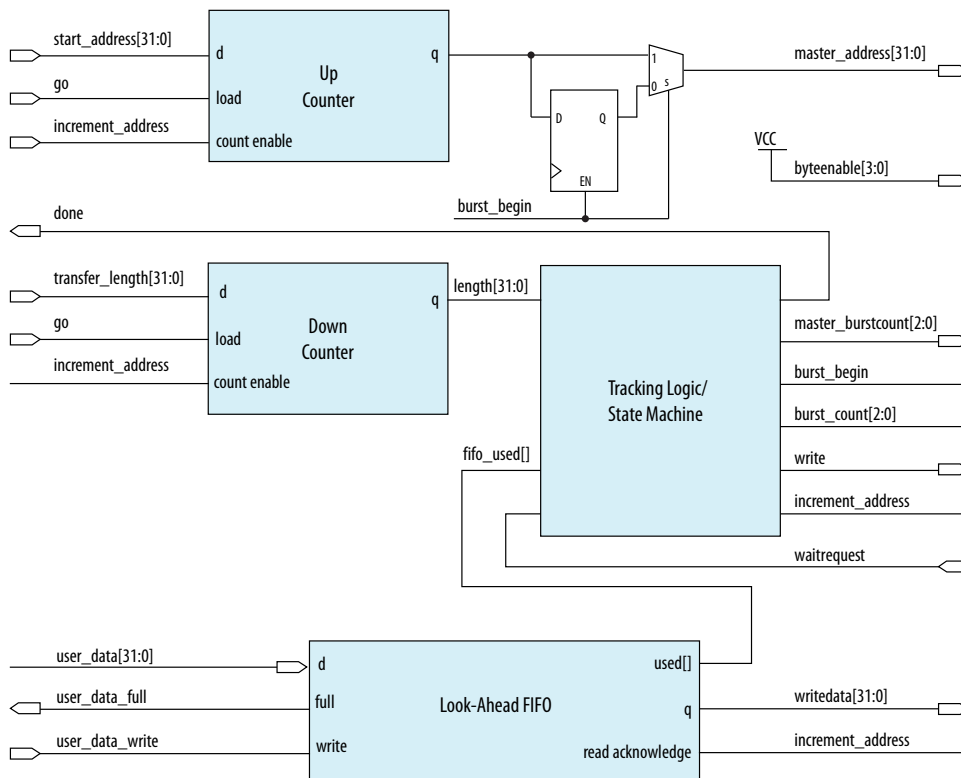 start_address[31:0]
go
increment_address
d
load
count enable
q
Up
Counter
1
0
s
D
Q
EN
burst_begin
master_address[31:0]
VCC
byteenable[3:0]
done
transfer_length[31:0]
go
increment_address
d
load
count enable
q
Down
Counter
length[31:0]
fifo_used[]
Tracking Logic/
State Machine
master_burstcount[2:0]
burst_begin
burst_count[2:0]
write
increment_address
waitrequest
user_data[31:0]
user_data_full
user_data_write
d
full
write
Look-Ahead FIFO
used[]
q
read acknowledge
writedata[31:0]
increment_address